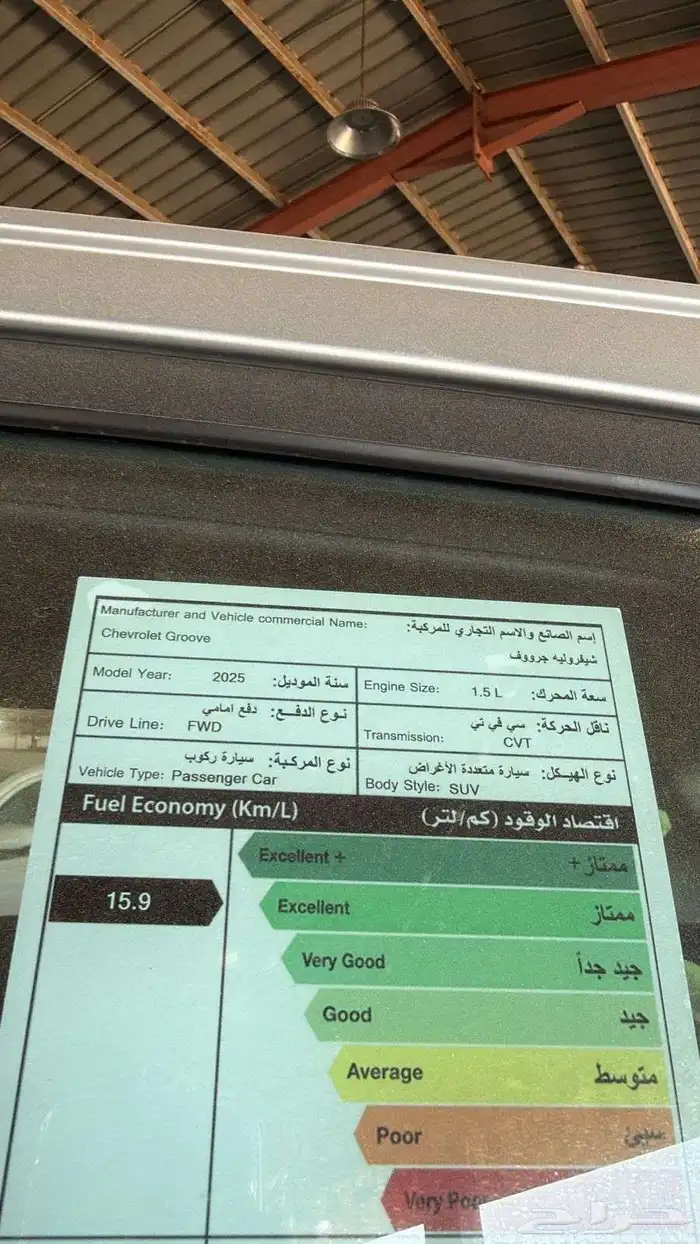 Manufacturer and Vehicle commercial Name: إسم الصانع والاسم التجاري للمركبة:
Chevrolet Groove شيفروليه جرووف
Model Year: 2025 سنة الموديل:
Engine Size: 1.5 L سعة المحرك:
نوع الدفع: دفع امامي
Drive Line: FWD
ناقل الحركة: سي في تي
Transmission: CVT
نوع المركبة: سيارة ركوب
Vehicle Type: Passenger Car
نوع الهيكل: سيارة متعددة الأغراض
Body Style: SUV
Fuel Economy (Km/L) اقتصاد الوقود (كم/لتر)
15.9
Excellent + ممتاز +
Excellent ممتاز
Very Good جيد جداً
Good جيد
Average متوسط
Poor سيئ
Very Poor
حراج